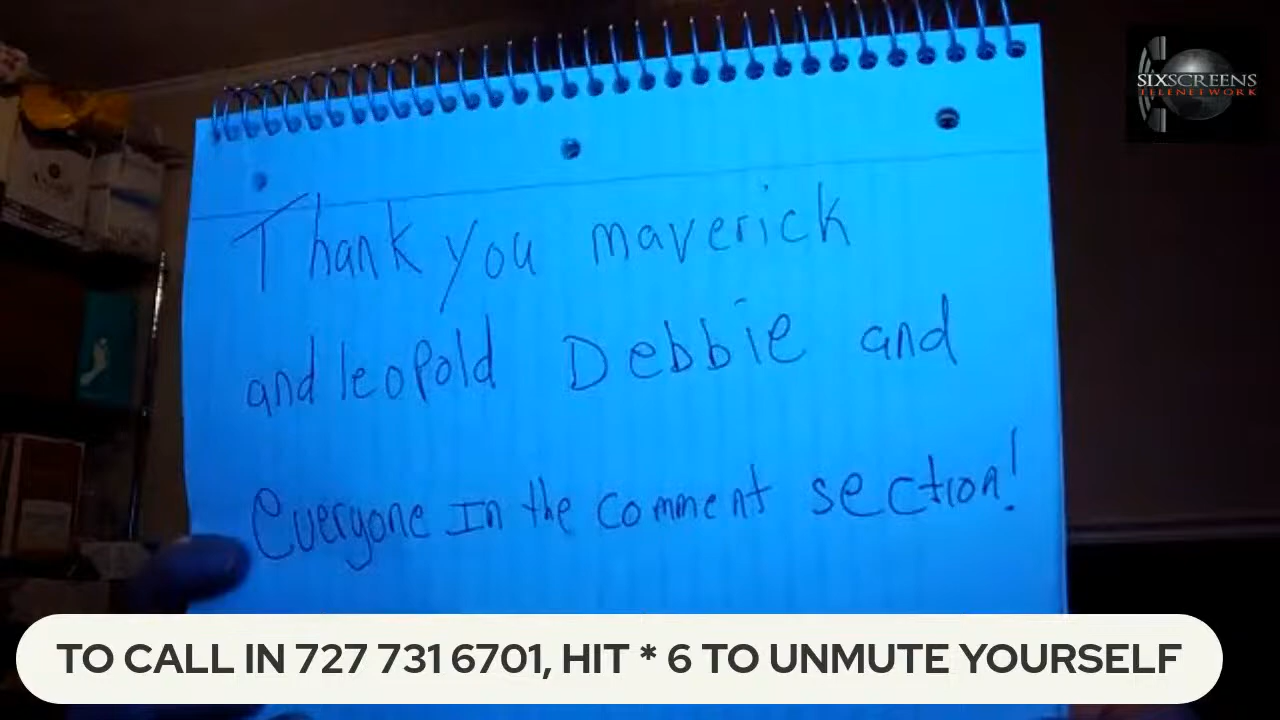 SIXSCREENS
TELENETWORK
Thank you maverick
and leopold Debbie and
Everyone In the comment section!
TO CALL IN 727 731 6701, HIT * 6 TO UNMUTE YOURSELF